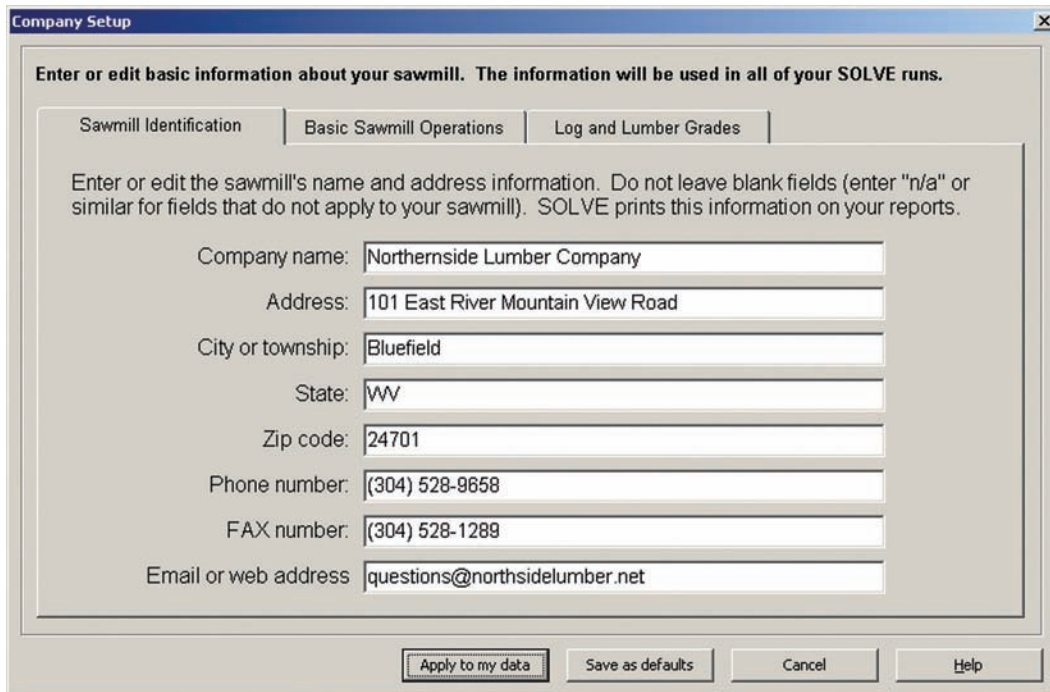 Company Setup
Enter or edit basic information about your sawmill.  The information will be used in all of your SOLVE runs.
Sawmill Identification
Basic Sawmill Operations
Log and Lumber Grades
Enter or edit the sawmill's name and address information.  Do not leave blank fields (enter "n/a" or
similar for fields that do not apply to your sawmill).  SOLVE prints this information on your reports.
Company name: Northernside Lumber Company
Address: 101 East River Mountain View Road
City or township: Bluefield
State: WV
Zip code: 24701
Phone number: (304) 528-9658
FAX number: (304) 528-1289
Email or web address questions@northsidelumber.net
Apply to my data
Save as defaults
Cancel
Help